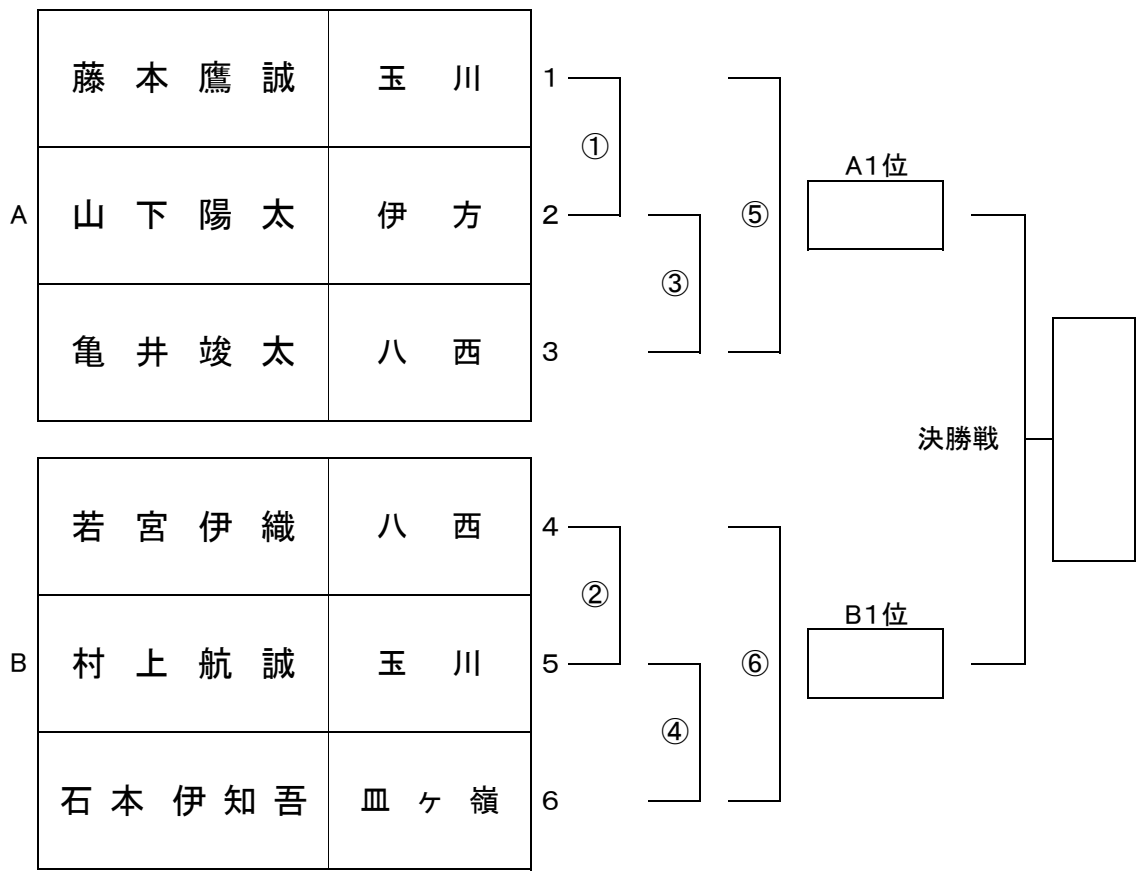 藤本鷹誠 玉川 1
①
A1位
A 山下陽太 伊方 2 ⑤
③
亀井竣太 八西 3
決勝戦
若宮伊織 八西 4
②
B1位
B 村上航誠 玉川 5 ⑥
④
石本伊知吾 皿ヶ嶺 6